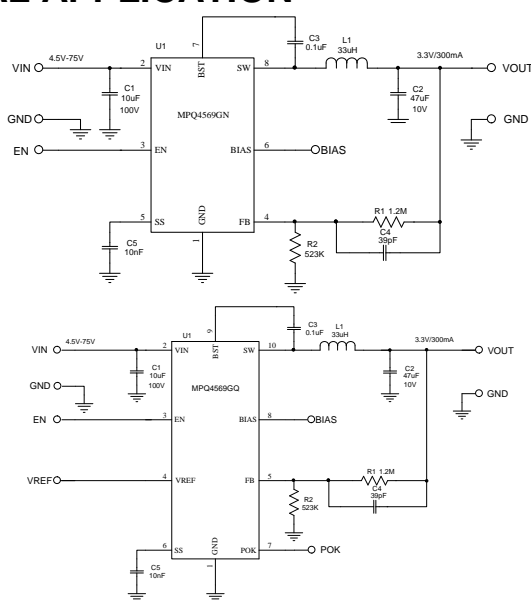 7
C3
0.1uF
L1
33uH
U1
VIN
4.5V-75V
2
VIN
BST
SW
8
3.3V/300mA
VOUT
C1
10uF
100V
C2
47uF
10V
MPQ4569GN
GND
GND
EN
3
EN
BIAS
6
BIAS
5
SS
GND
FB
4
R1 1.2M
C4
39pF
C5
10nF
1
R2
523K
9
C3
0.1uF
L1
33uH
U1
VIN
4.5V-75V
2
VIN
BST
SW
10
3.3V/300mA
VOUT
C1
10uF
100V
C2
47uF
10V
MPQ4569GQ
GND
GND
EN
3
EN
BIAS
8
BIAS
VREF
4
VREF
FB
5
R1 1.2M
C4
39pF
R2
523K
6
SS
GND
POK
7
POK
C5
10nF
1